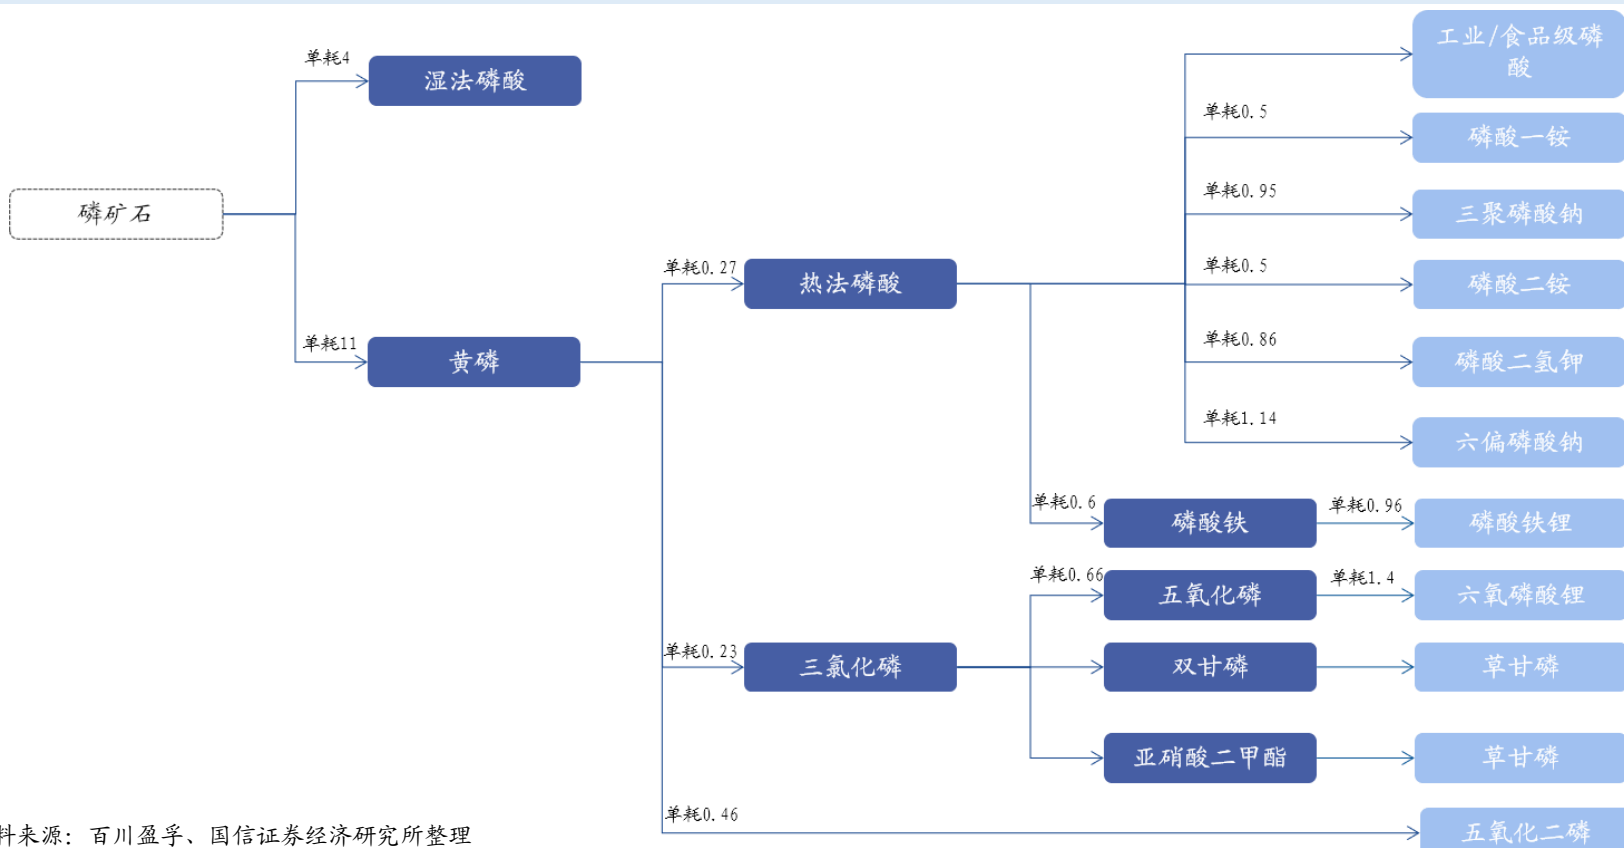 工业/食品级磷
酸
单耗4
湿法磷酸
单耗0.5
磷酸一铵
单耗0.95
三聚磷酸钠
磷矿石
单耗0.27
热法磷酸
单耗0.5
磷酸二铵
单耗11
黄磷
单耗0.86
磷酸二氢钾
单耗1.14
六偏磷酸钠
单耗0.6
磷酸铁
单耗0.96
磷酸铁锂
单耗0.66
五氧化磷
单耗1.4
六氧磷酸锂
单耗0.23
三氯化磷
双甘磷
草甘磷
亚硝酸二甲酯
草甘磷
单耗0.46
五氧化二磷
料来源：百川盈孚、国信证券经济研究所整理